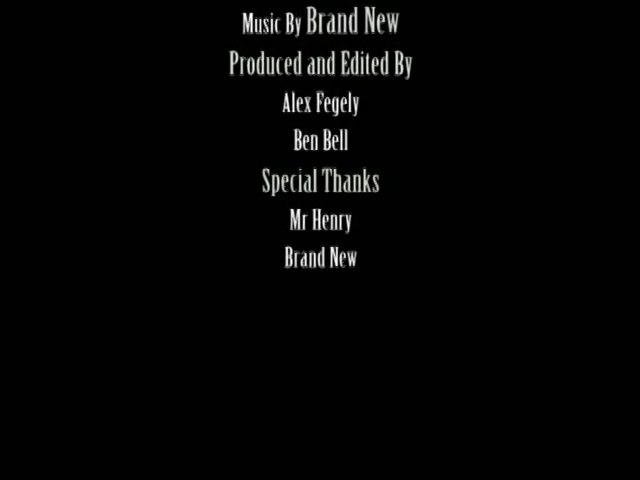 Music By Brand New
Produced and Edited By
Alex Fegely
Ben Bell
Special Thanks
Mr Henry
Brand New